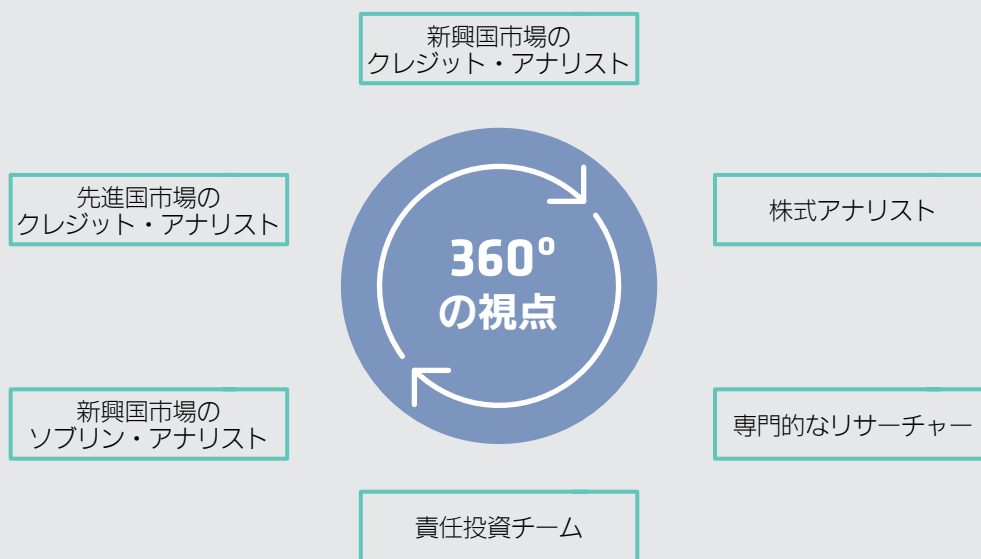 新興国市場の
クレジット・アナリスト
先進国市場の
クレジット・アナリスト
株式アナリスト
360°
の視点
新興国市場の
ソブリン・アナリスト
専門的なリサーチャー
責任投資チーム